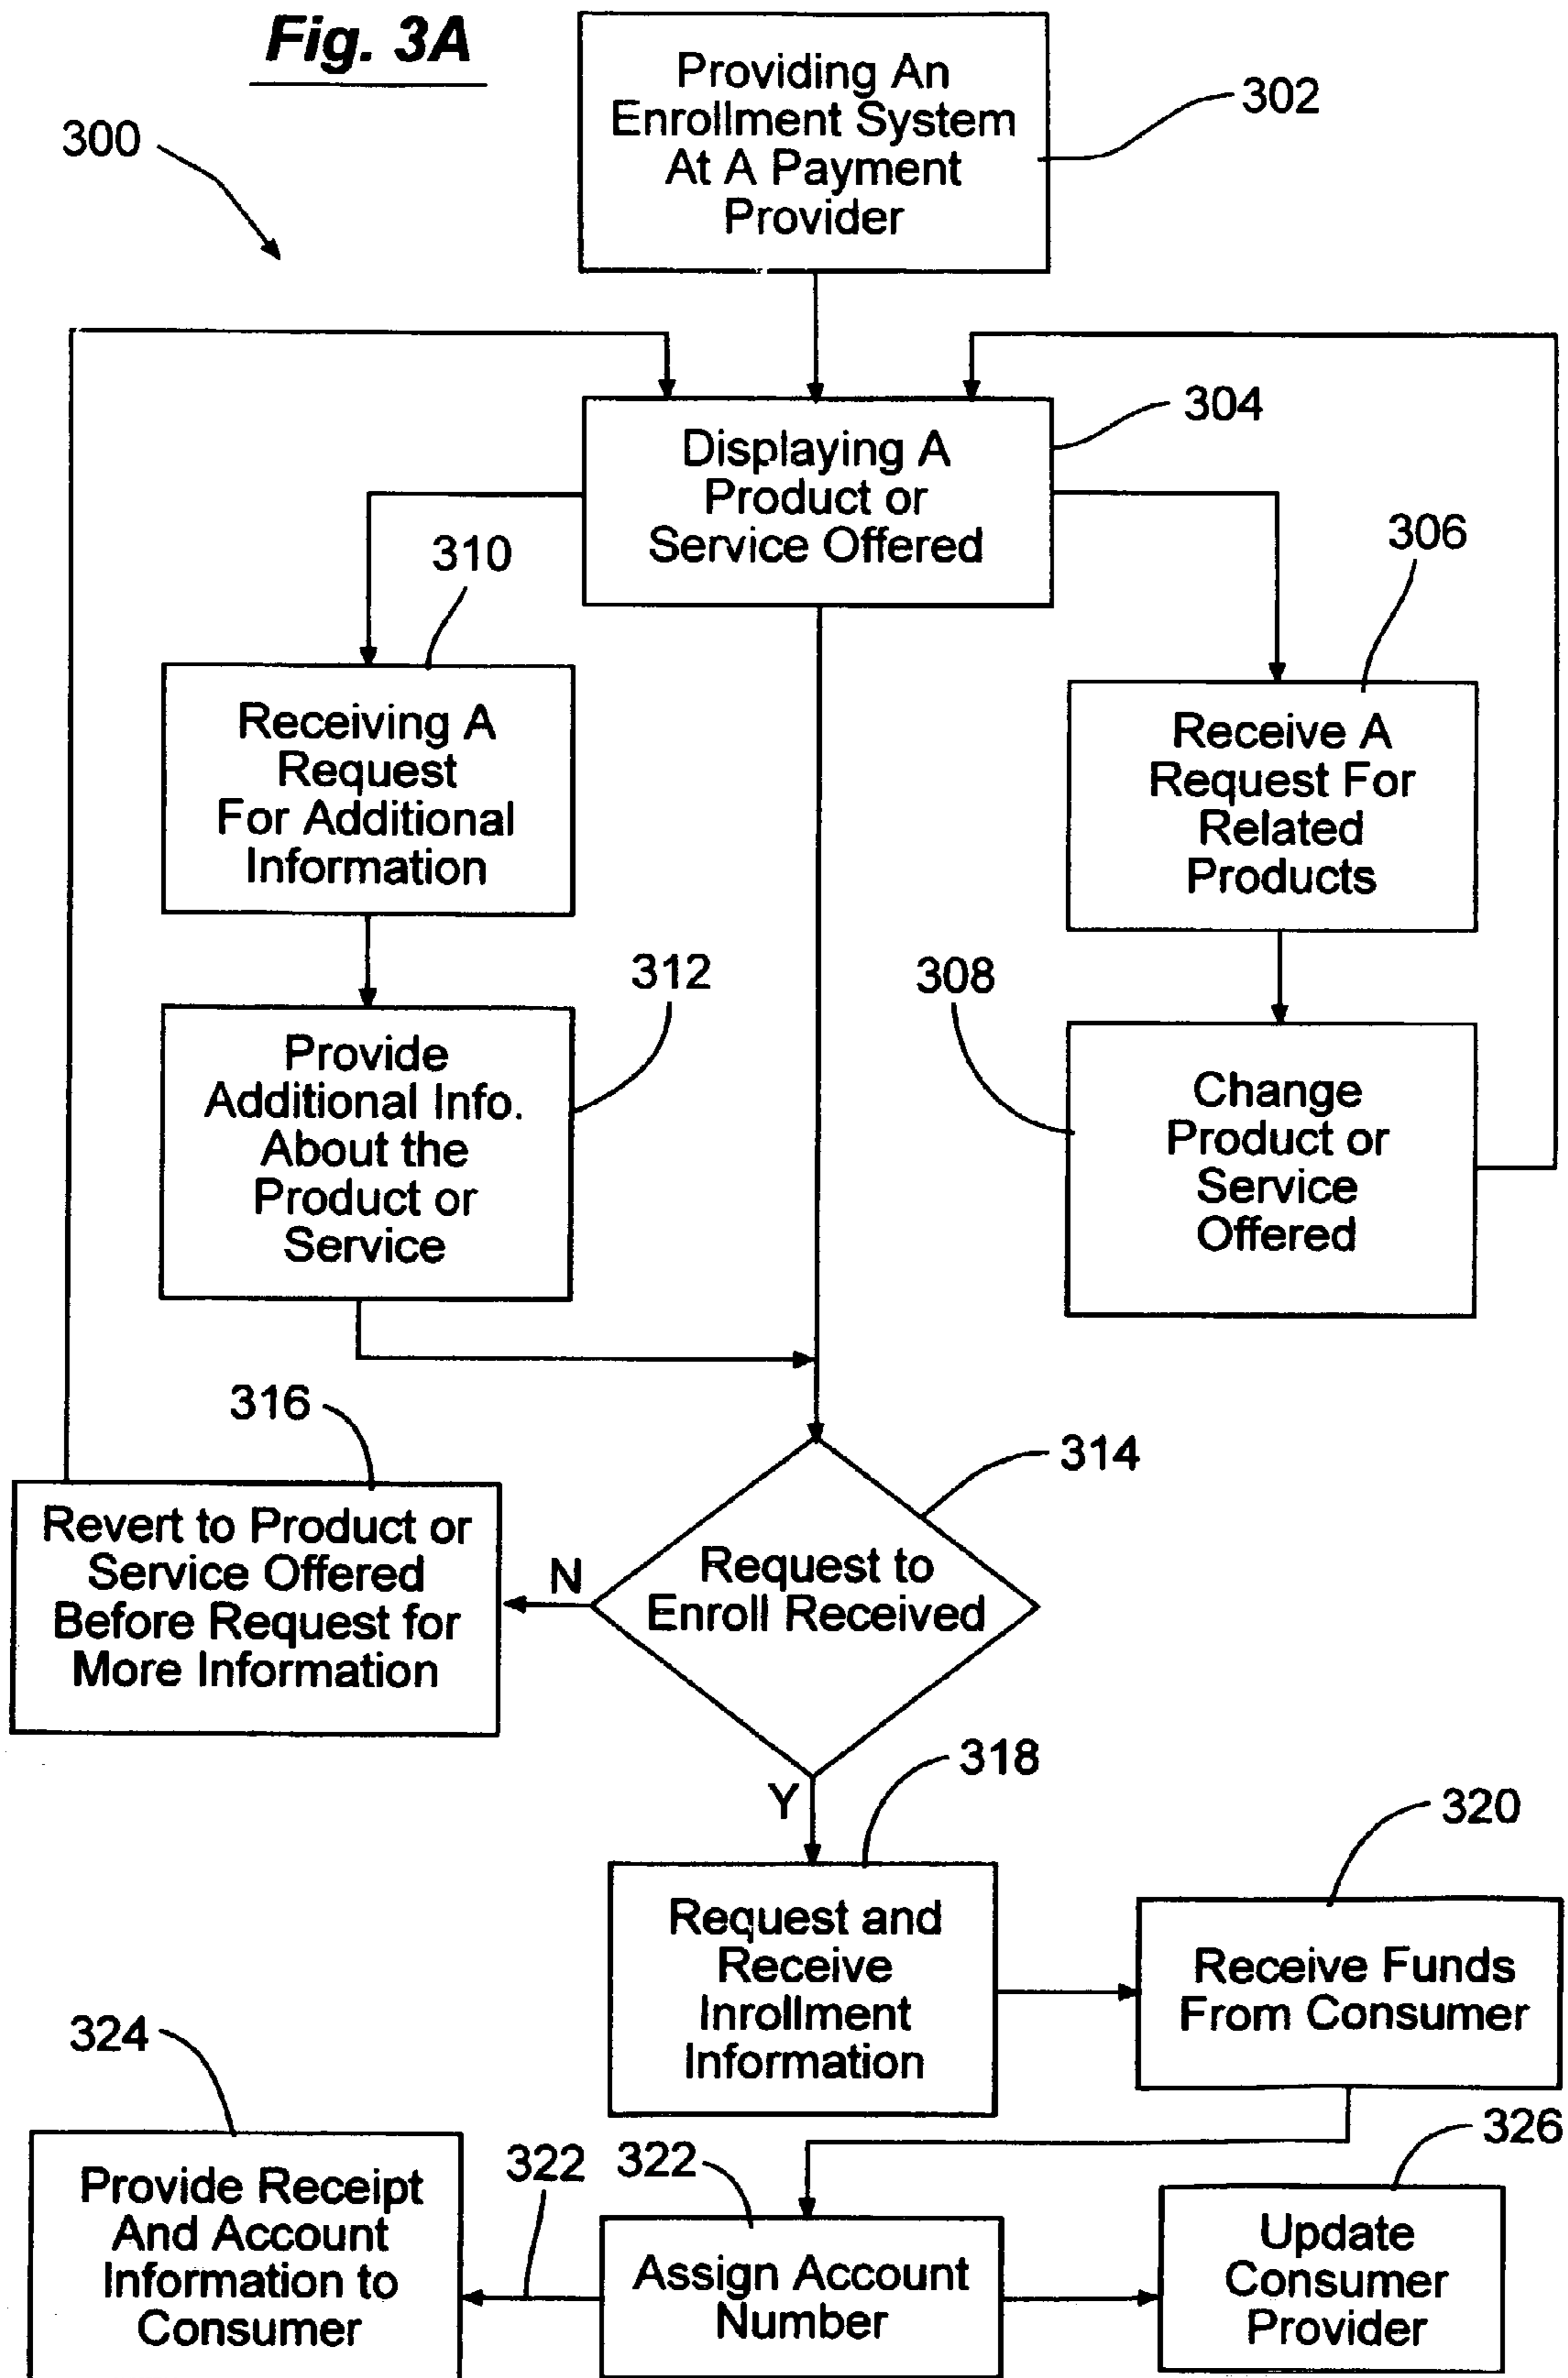 Fig. 3A
300
Providing An
Enrollment System
At A Payment
Provider
302
Displaying A
Product or
Service Offered
304
310
Receiving A
Request
For Additional
Information
306
Receive A
Request For
Related
Products
312
Provide
Additional Info.
About the
Product or
Service
308
Change
Product or
Service
Offered
316
Revert to Product or
Service Offered
Before Request for
More Information
N
314
Request to
Enroll Received
Y
318
Request and
Receive
Inrollment
Information
320
Receive Funds
From Consumer
324
Provide Receipt
And Account
Information to
Consumer
322
322
Assign Account
Number
326
Update
Consumer
Provider